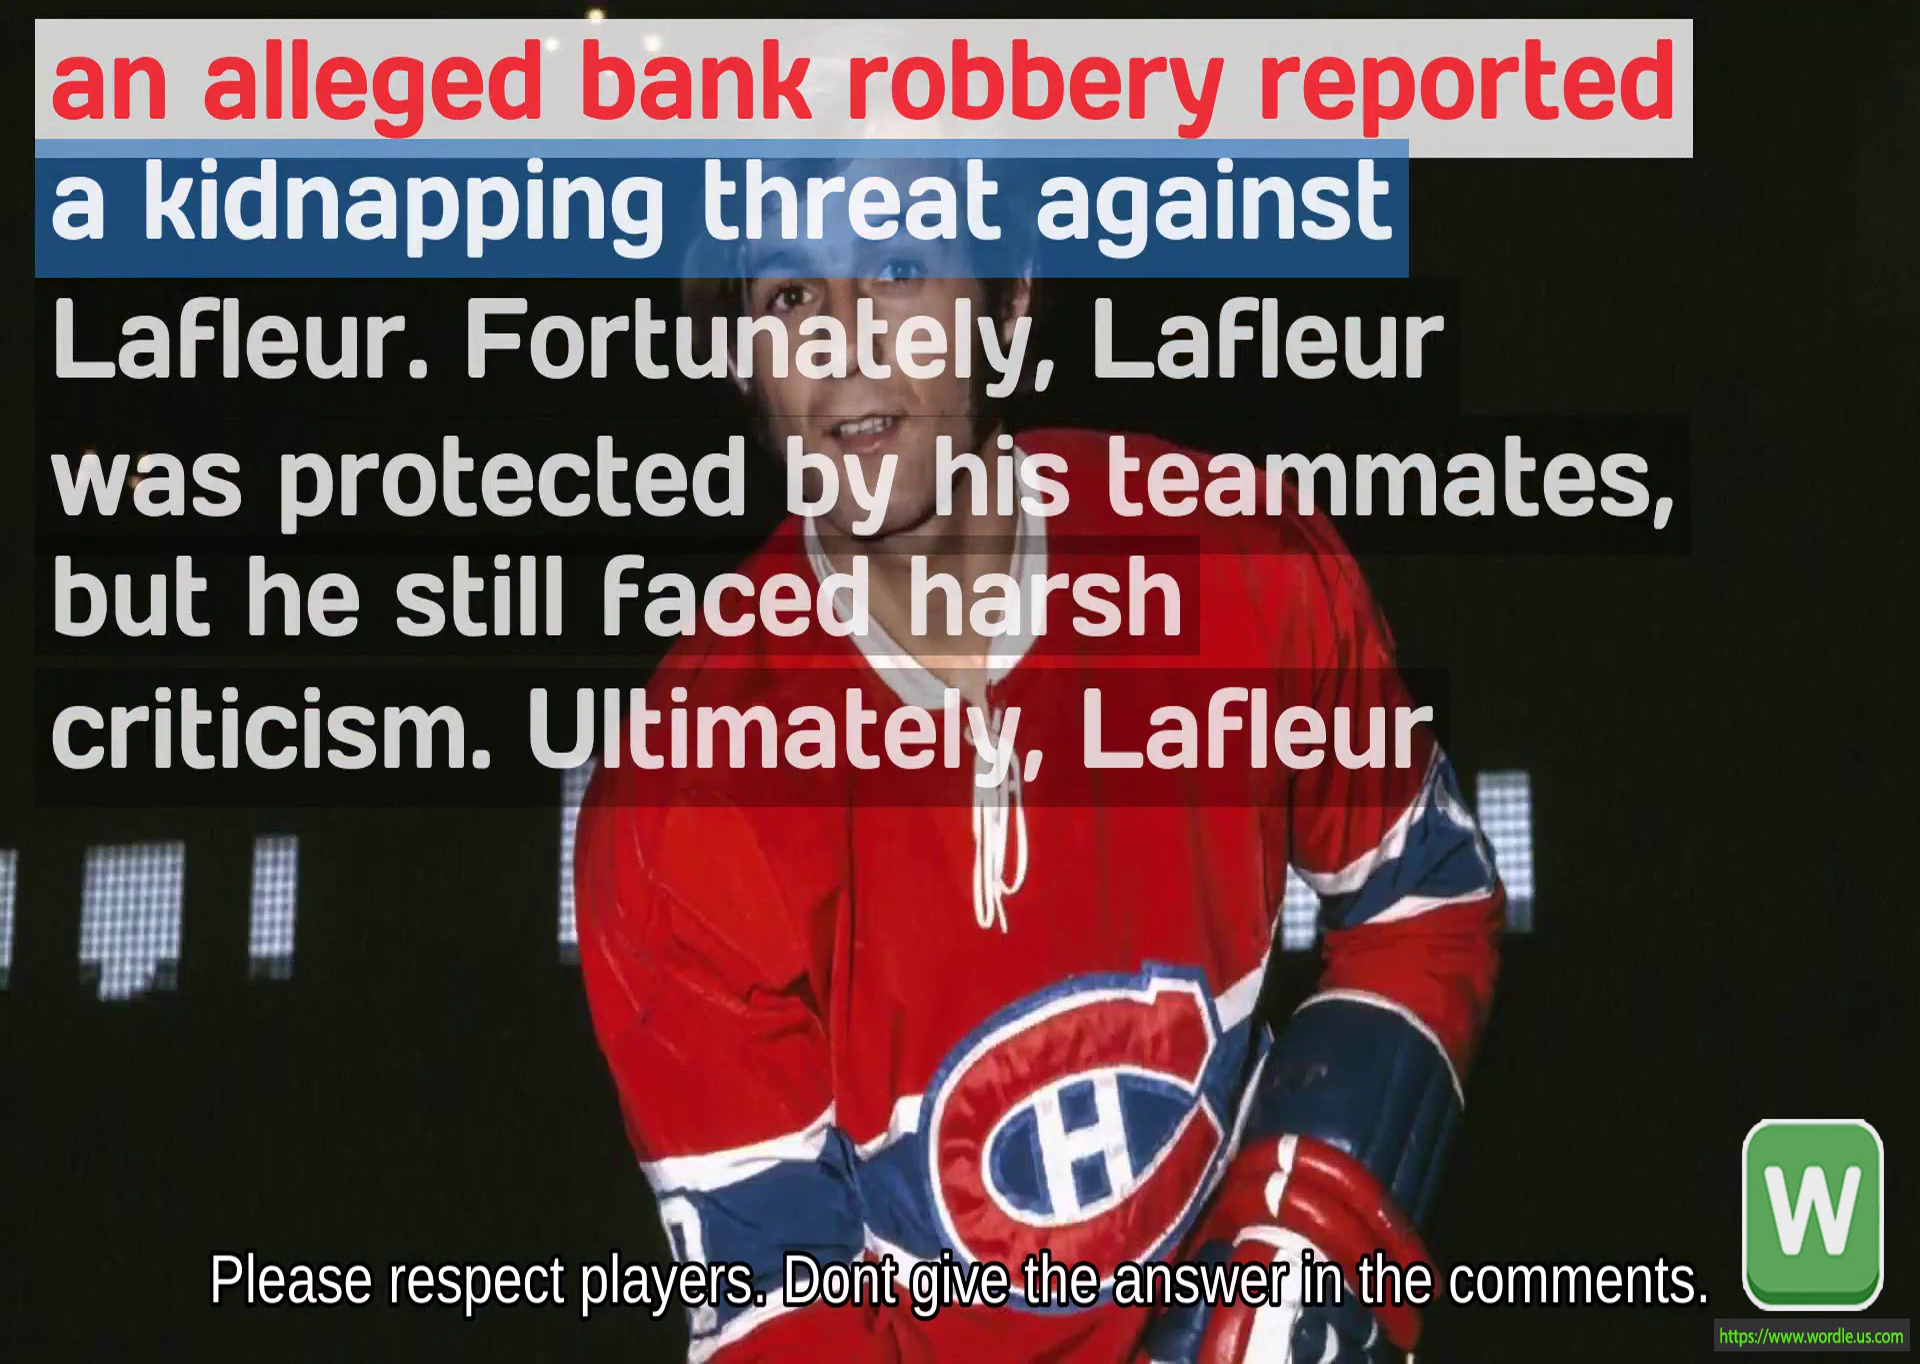 an alleged bank robbery reported
a kidnapping threat against
Lafleur. Fortunately, Lafleur
was protected by his teammates,
but he still faced harsh
criticism. Ultimately, Lafleur
H
W
Please respect players. Dont give the answer in the comments.
https://www.wordle.us.com